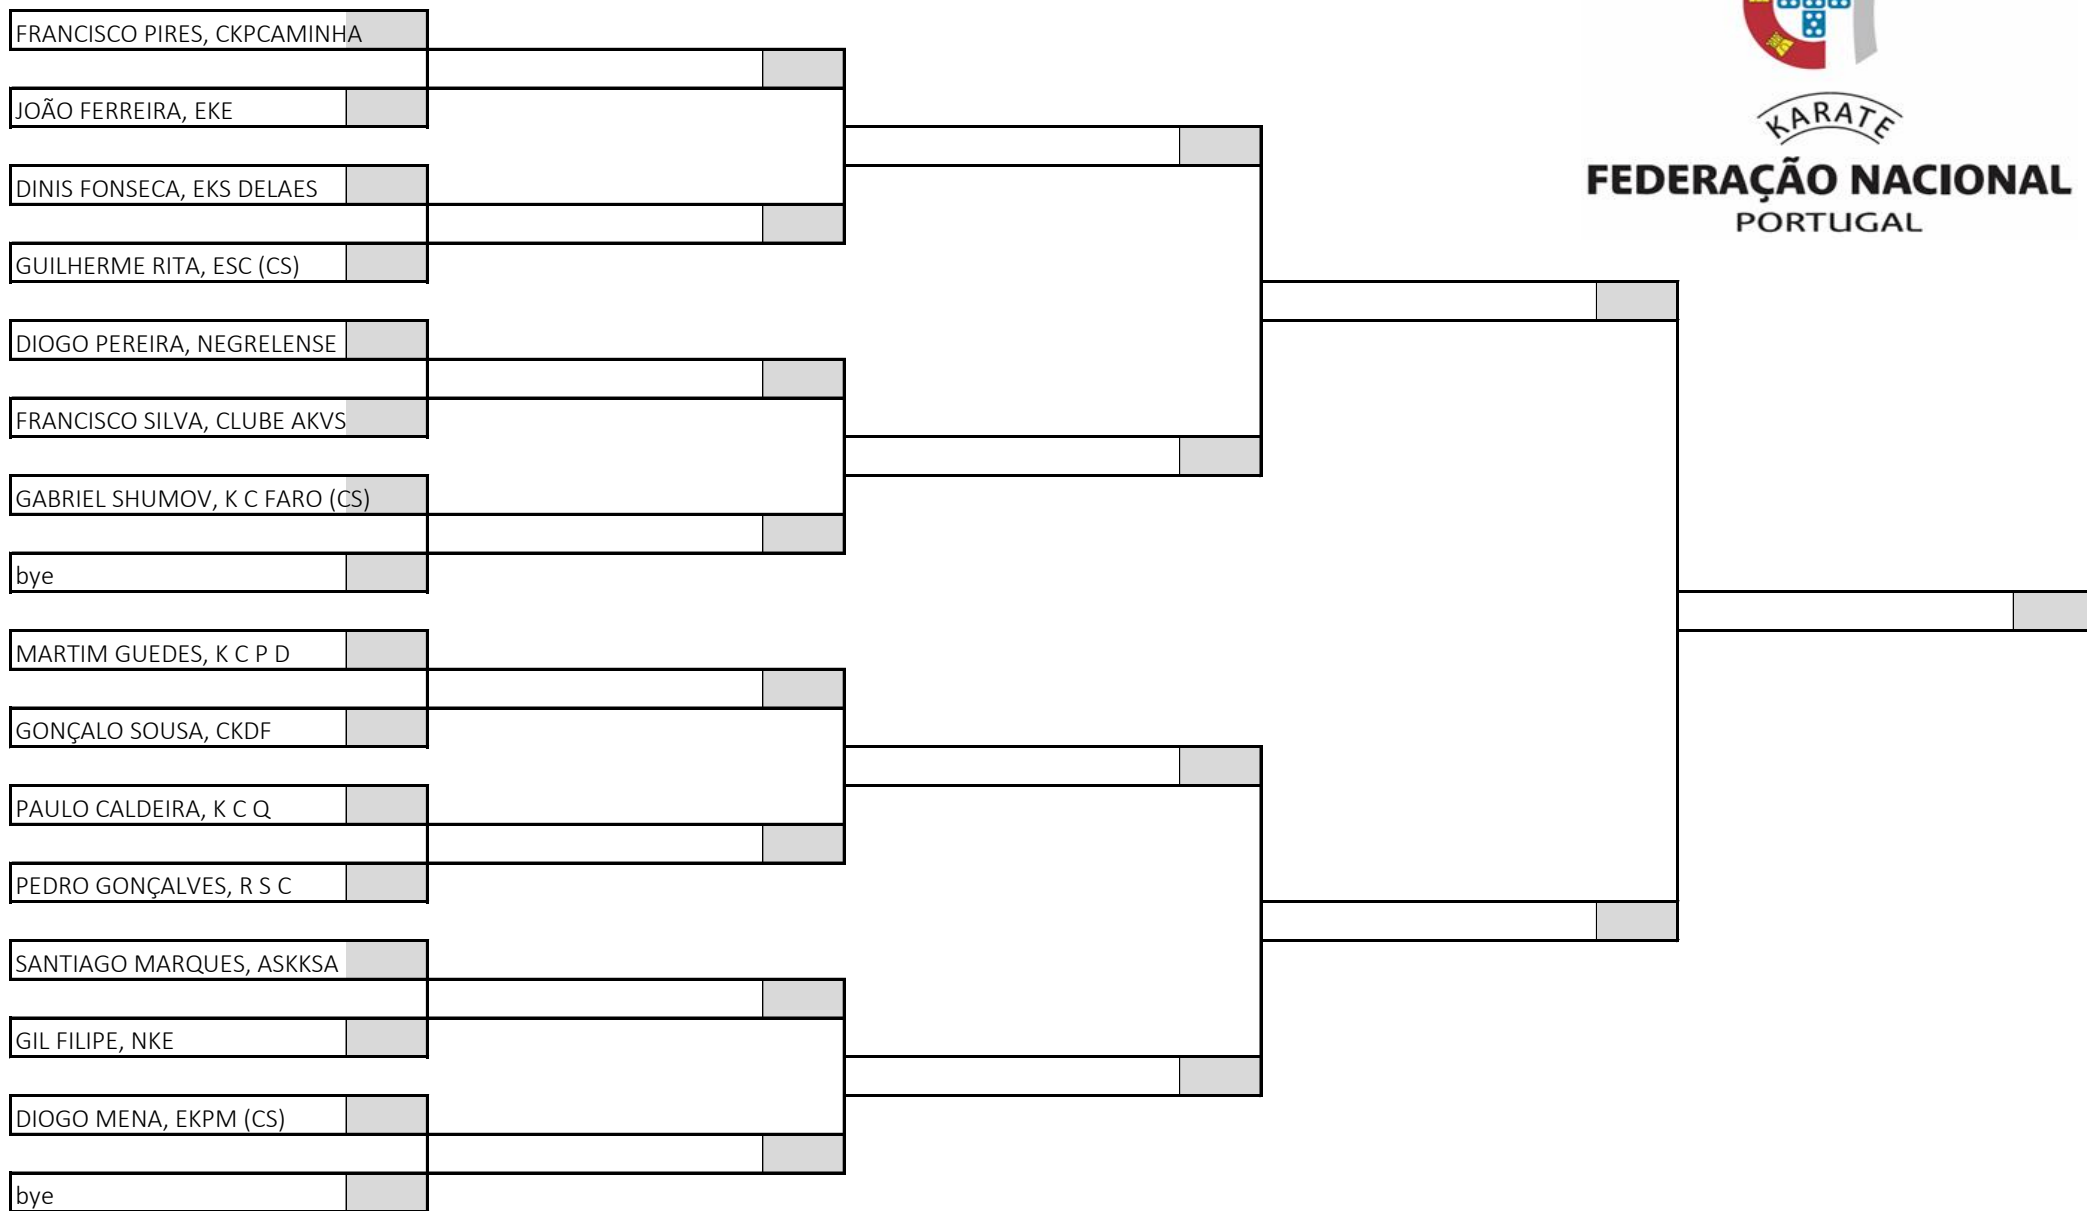 FRANCISCO PIRES, CKPCAMINHA
JOÃO FERREIRA, EKE
DINIS FONSECA, EKS DELAES
GUILHERME RITA, ESC (CS)
DIOGO PEREIRA, NEGRELENSE
FRANCISCO SILVA, CLUBE AKVS
GABRIEL SHUMOV, K C FARO (CS)
bye
MARTIM GUEDES, K C P D
GONÇALO SOUSA, CKDF
PAULO CALDEIRA, K C Q
PEDRO GONÇALVES, R S C
SANTIAGO MARQUES, ASKKSA
GIL FILIPE, NKE
DIOGO MENA, EKPM (CS)
bye
KARATE
FEDERAÇÃO NACIONAL
PORTUGAL